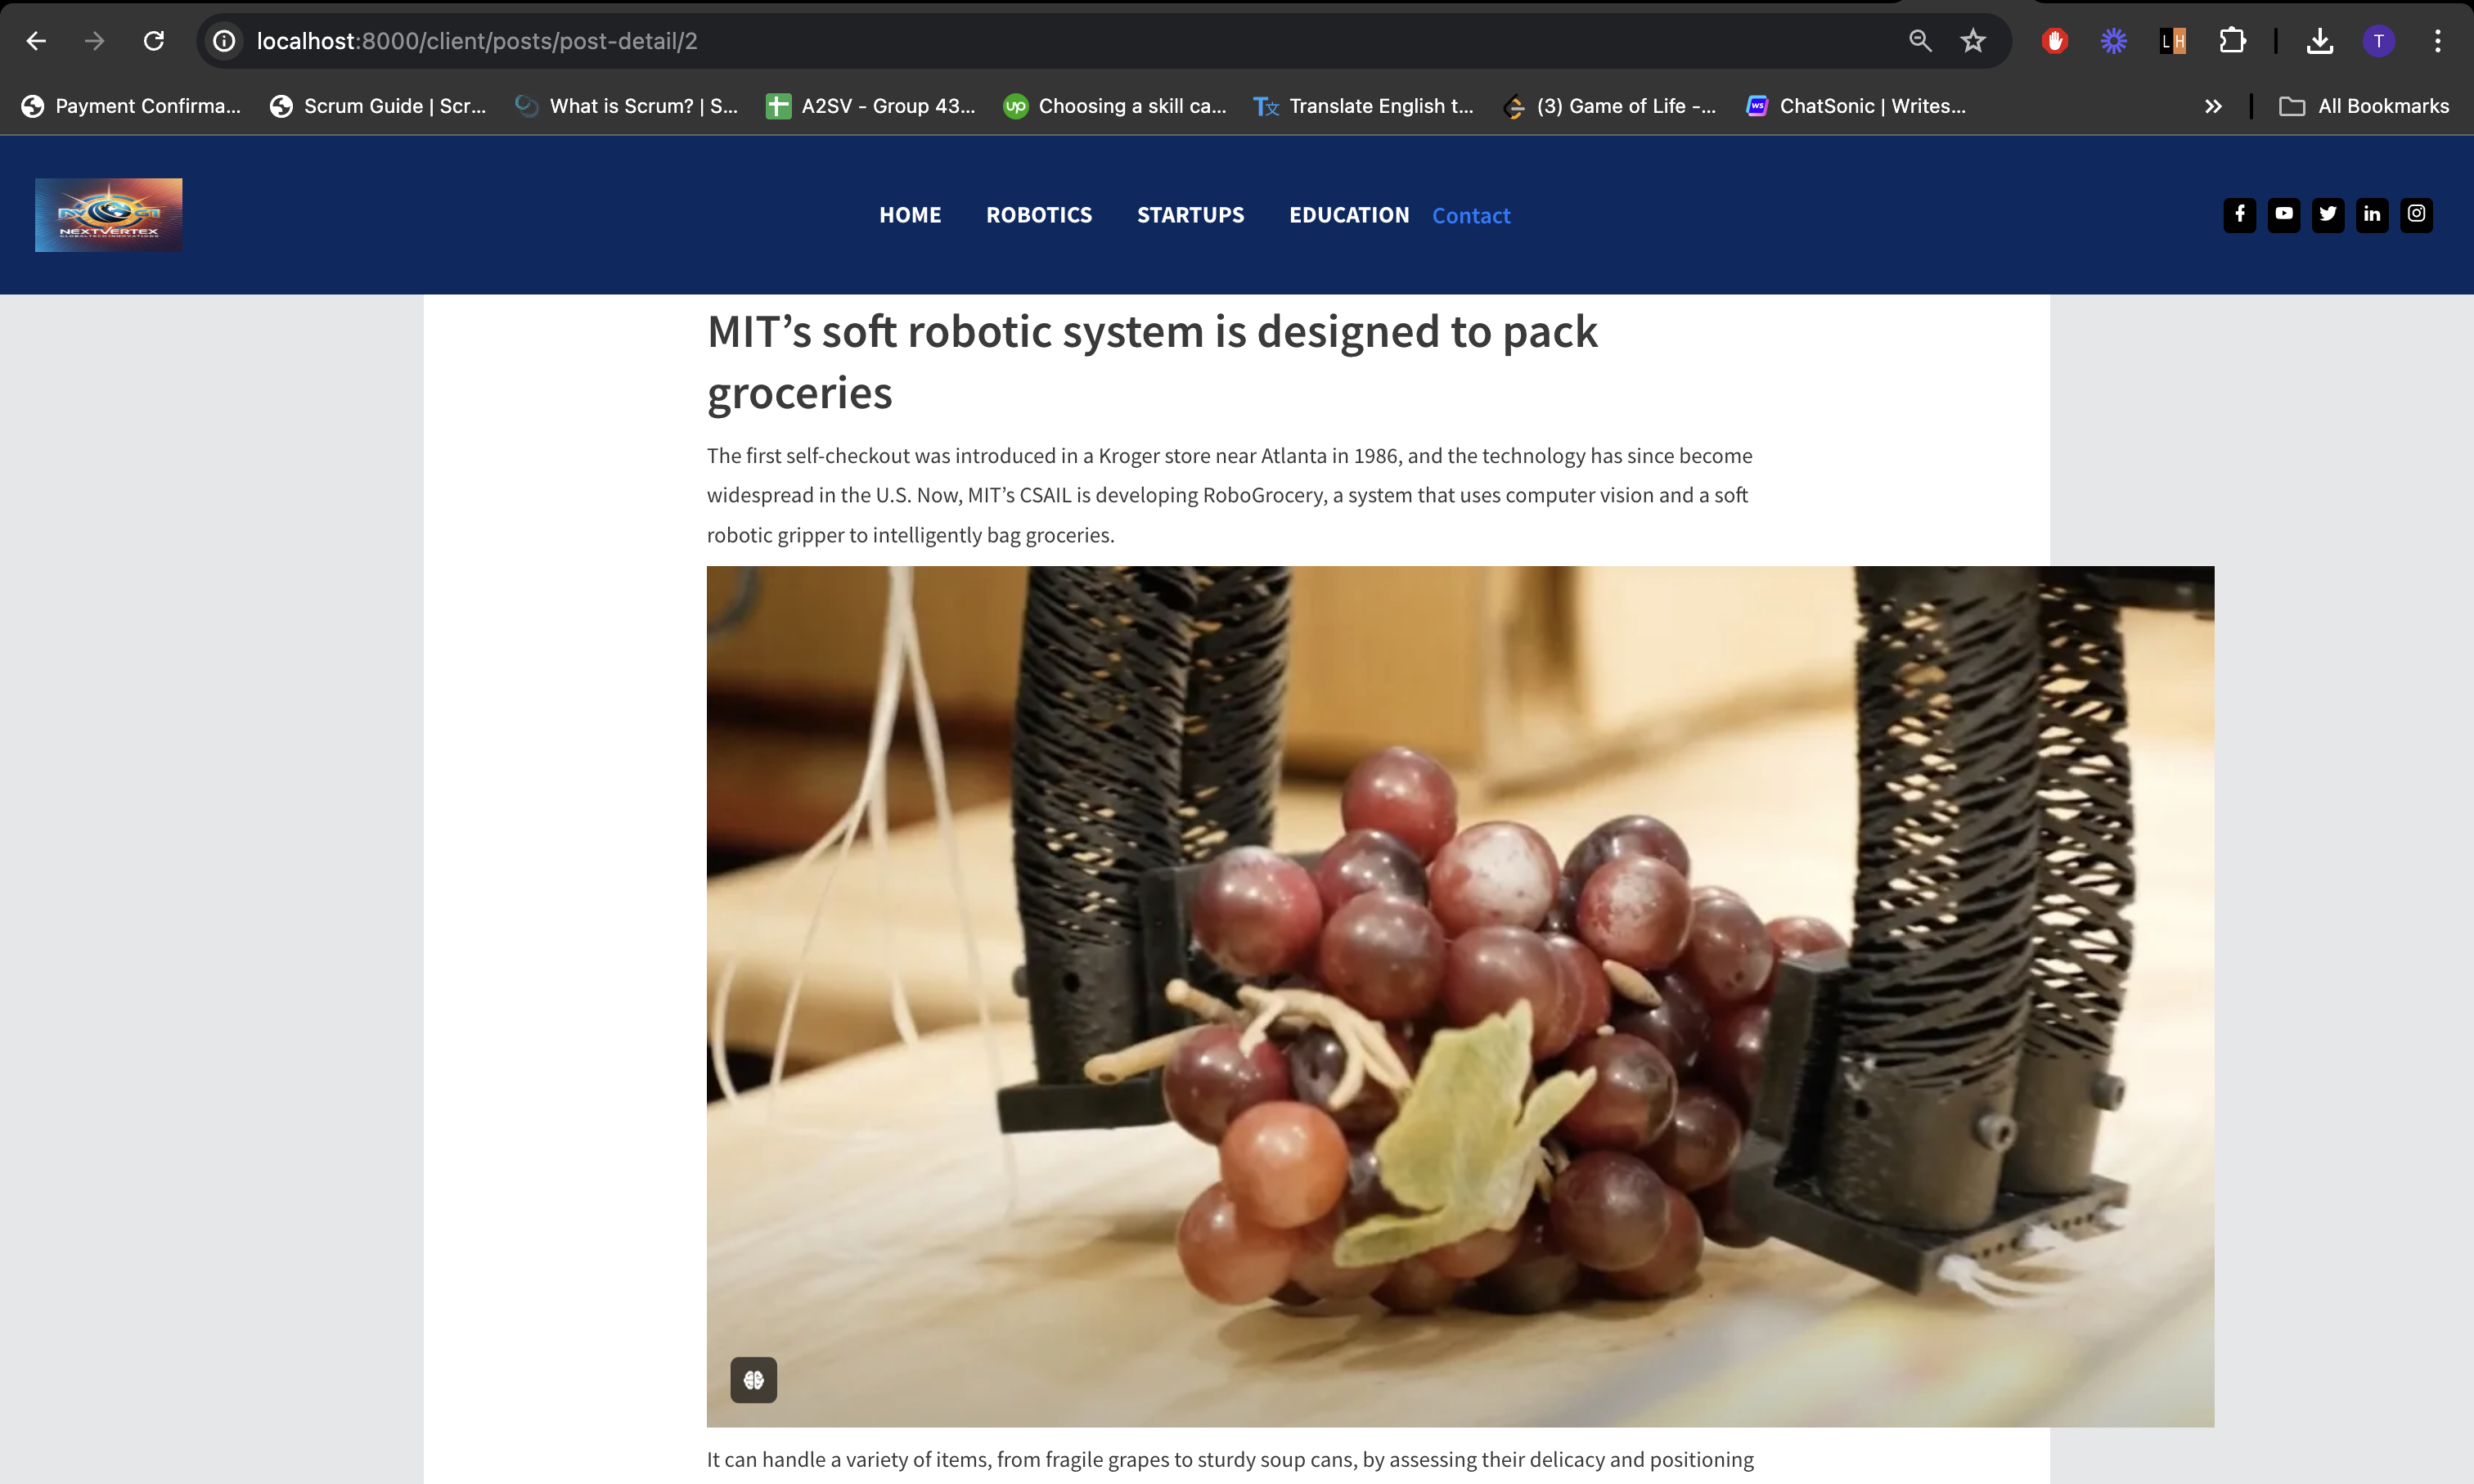 localhost:8000/client/posts/post-detail/2
LH
T
Payment Confirma...
Scrum Guide | Scr...
What is Scrum? | S...
A2SV - Group 43...
up
Choosing a skill ca...
Translate English t...
(3) Game of Life -...
ws
ChatSonic | Writes...
All Bookmarks
NEXTVERTEX
HOME
ROBOTICS
STARTUPS
EDUCATION
Contact
MIT’s soft robotic system is designed to pack
groceries
The first self-checkout was introduced in a Kroger store near Atlanta in 1986, and the technology has since become
widespread in the U.S. Now, MIT’s CSAIL is developing RoboGrocery, a system that uses computer vision and a soft
robotic gripper to intelligently bag groceries.
It can handle a variety of items, from fragile grapes to sturdy soup cans, by assessing their delicacy and positioning